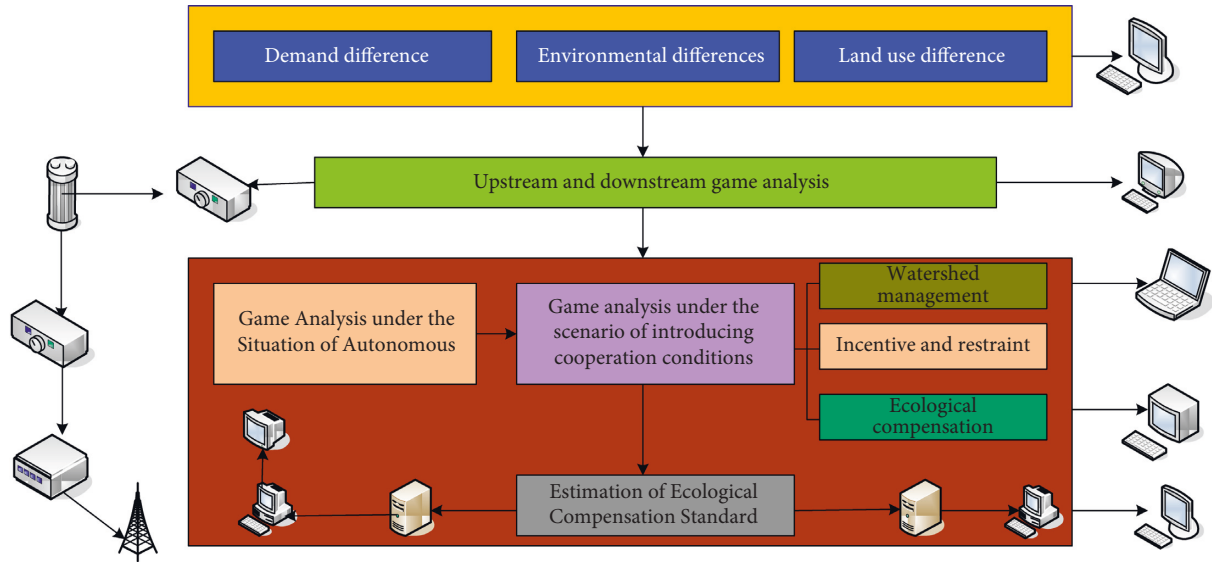 Demand difference
Environmental differences
Land use difference
Upstream and downstream game analysis
Game Analysis under the
Situation of Autonomous
Game analysis under the
scenario of introducing
cooperation conditions
Watershed
management
Incentive and restraint
Ecological
compensation
Estimation of Ecological
Compensation Standard